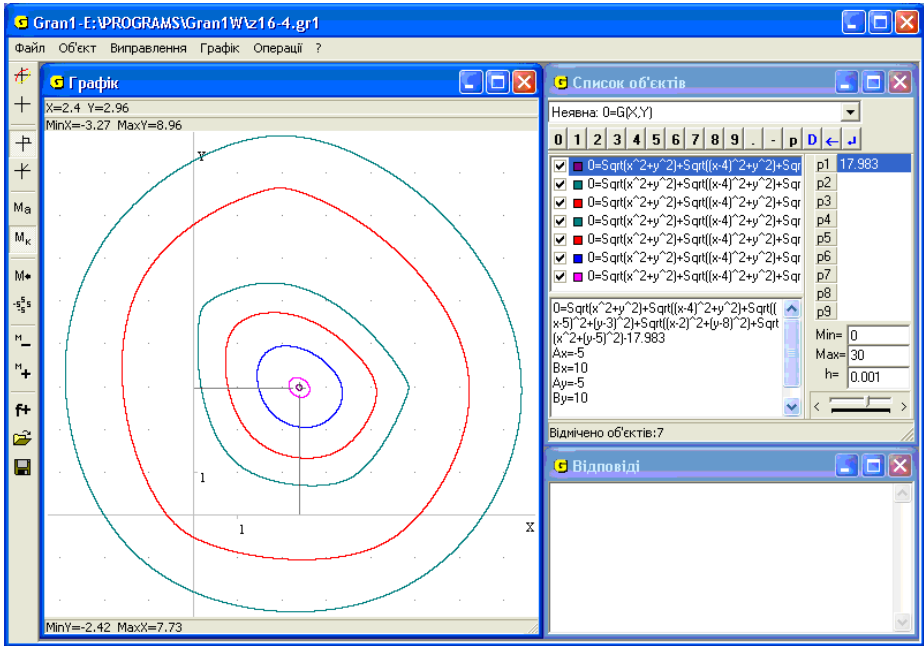 Gran1-E:\PROGRAMS\Gran1W\z16-4.gr1
Файл Об'єкт Виправлення Графік Операції ?
Графік
X=2.4 Y=2.96
MinX=-3.27 MaxY=8.96
Y
1
1
X
MinY=-2.42 MaxX=7.73
Ma
Mк
M
-5 5 5 5
M
M
f+
Список об'єктів
Неявна: 0=G(X,Y)
0 1 2 3 4 5 6 7 8 9 . - p D ← ↵
0=Sqrt(x^2+y^2)+Sqrt((x-4)^2+y^2)+Sqr
0=Sqrt(x^2+y^2)+Sqrt((x-4)^2+y^2)+Sqr
0=Sqrt(x^2+y^2)+Sqrt((x-4)^2+y^2)+Sqr
0=Sqrt(x^2+y^2)+Sqrt((x-4)^2+y^2)+Sqr
0=Sqrt(x^2+y^2)+Sqrt((x-4)^2+y^2)+Sqr
0=Sqrt(x^2+y^2)+Sqrt((x-4)^2+y^2)+Sqr
0=Sqrt(x^2+y^2)+Sqrt((x-4)^2+y^2)+Sqr
p1 17.983
p2
p3
p4
p5
p6
p7
p8
p9
0=Sqrt(x^2+y^2)+Sqrt((x-4)^2+y^2)+Sqrt((
x-5)^2+(y-3)^2)+Sqrt((x-2)^2+(y-8)^2)+Sqrt
(x^2+(y-5)^2)-17.983
Ax=-5
Bx=10
Ay=-5
By=10
Min= 0
Max= 30
h= 0.001
< >
Відмічено об'єктів:7
Відповіді